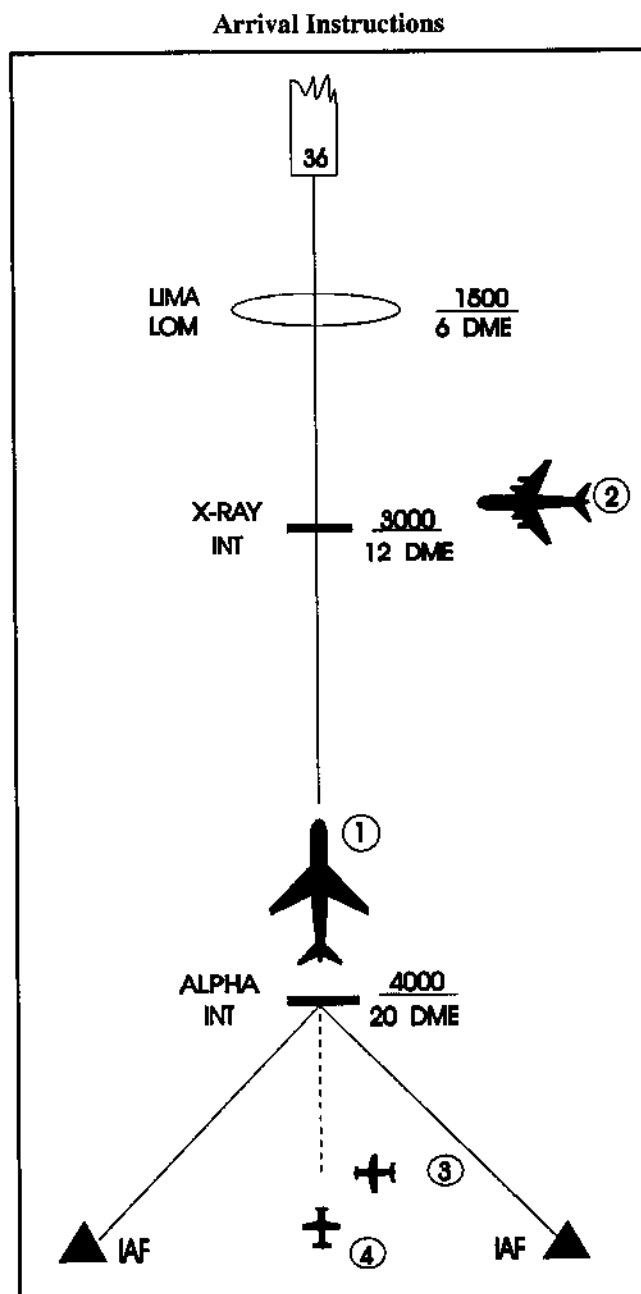 Arrival Instructions
36
LIMA
LOM
1500
6 DME
2
X-RAY
INT
3000
12 DME
1
ALPHA
INT
4000
20 DME
3
IAF
4
IAF